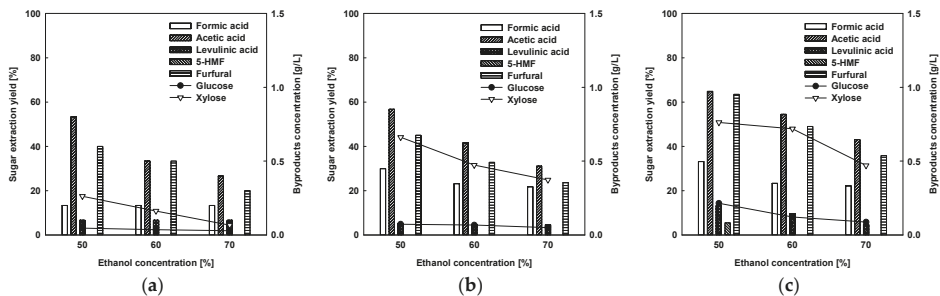 100
80
60
40
20
0
Sugar extraction yield [%]
Formic acid
Acetic acid
Levulinic acid
5-HMF
Furfural
Glucose
Xylose
1.5
1.0
0.5
0.0
Byproducts concentration [g/L]
50 60 70
Ethanol concentration [%]
(a)
100
80
60
40
20
0
Sugar extraction yield [%]
Formic acid
Acetic acid
Levulinic acid
5-HMF
Furfural
Glucose
Xylose
1.5
1.0
0.5
0.0
Byproducts concentration [g/L]
50 60 70
Ethanol concentration [%]
(b)
100
80
60
40
20
0
Sugar extraction yield [%]
Formic acid
Acetic acid
Levulinic acid
5-HMF
Furfural
Glucose
Xylose
1.5
1.0
0.5
0.0
Byproducts concentration [g/L]
50 60 70
Ethanol concentration [%]
(c)